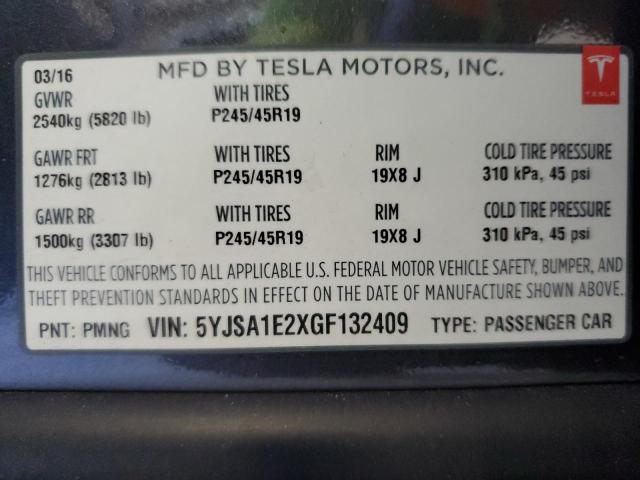 03/16 MFD BY TESLA MOTORS, INC.
TESLA
GVWR WITH TIRES
2540kg (5820 lb) P245/45R19
GAWR FRT WITH TIRES RIM COLD TIRE PRESSURE
1276kg (2813 lb) P245/45R19 19X8 J 310 kPa, 45 psi
GAWR RR WITH TIRES RIM COLD TIRE PRESSURE
1500kg (3307 lb) P245/45R19 19X8 J 310 kPa, 45 psi
THIS VEHICLE CONFORMS TO ALL APPLICABLE U.S. FEDERAL MOTOR VEHICLE SAFETY, BUMPER, AND
THEFT PREVENTION STANDARDS IN EFFECT ON THE DATE OF MANUFACTURE SHOWN ABOVE.
PNT: PMNG VIN: 5YJSA1E2XGF132409 TYPE: PASSENGER CAR